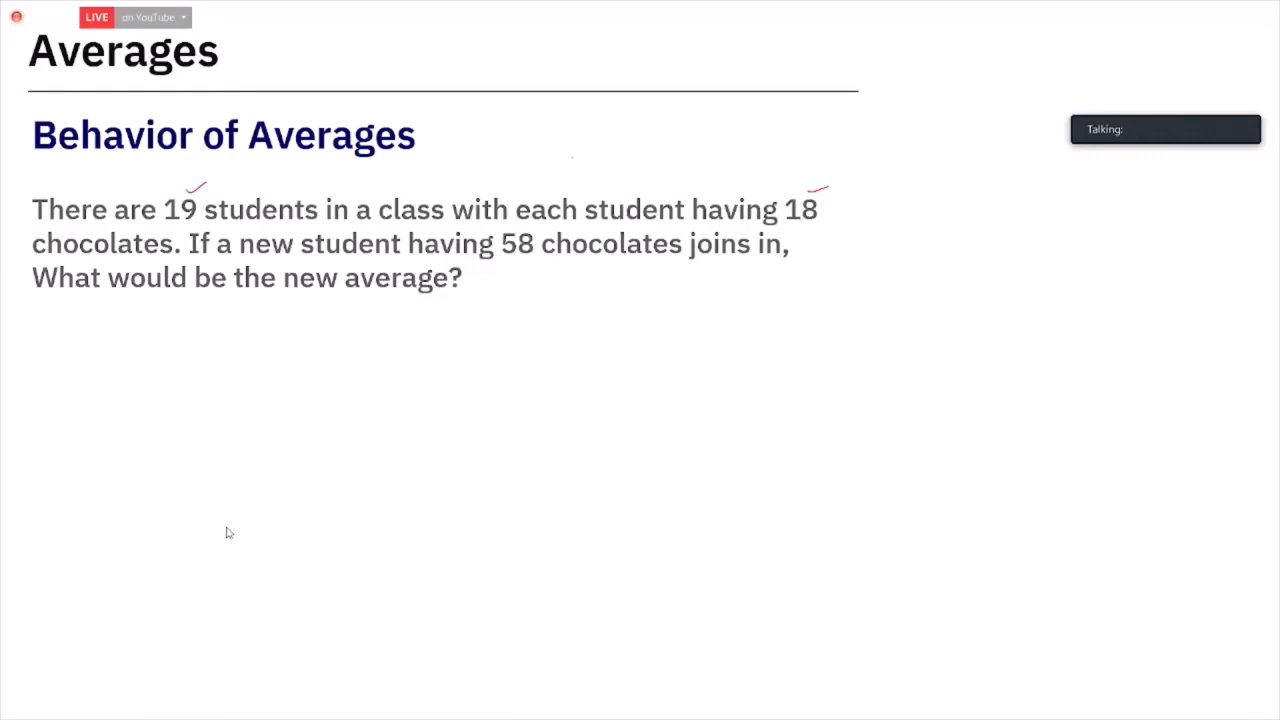 LIVE on YouTube
Averages
Behavior of Averages
Talking:
There are 19 students in a class with each student having 18
chocolates. If a new student having 58 chocolates joins in,
What would be the new average?